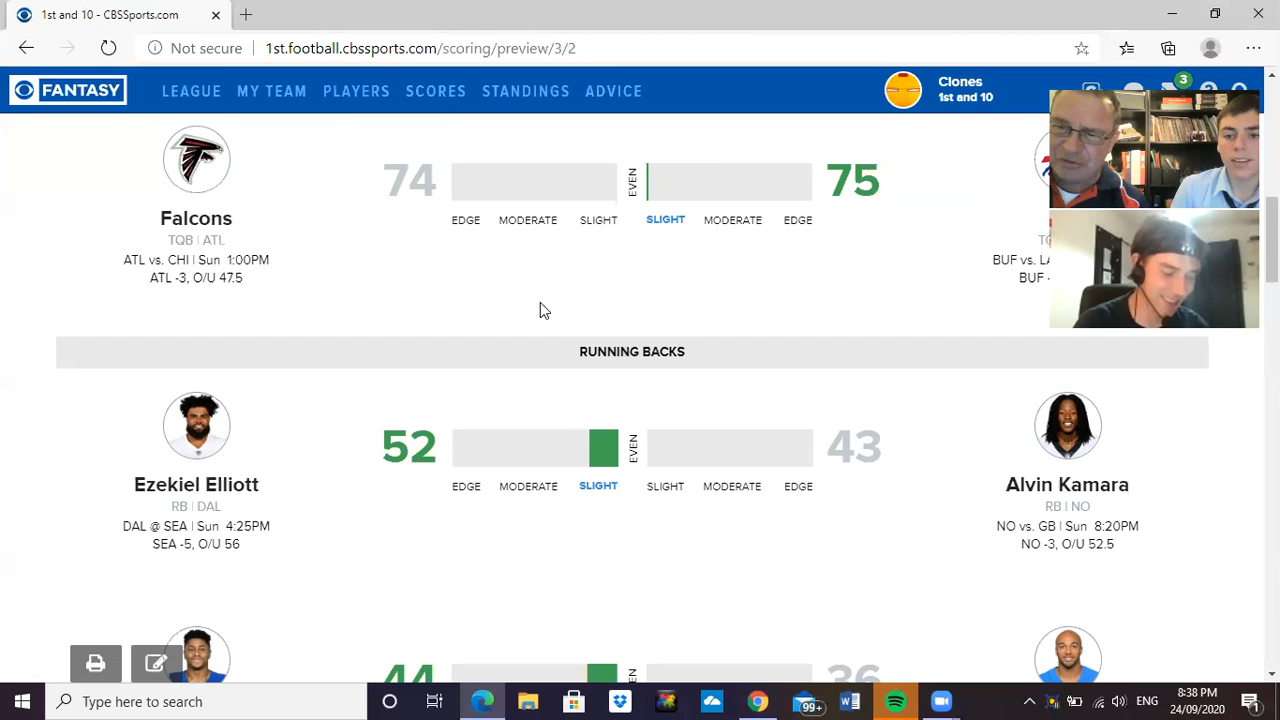 1st and 10 - CBSSports.com
Not secure
1st.football.cbssports.com/scoring/preview/3/2
FANTASY
LEAGUE MY TEAM PLAYERS SCORES STANDINGS ADVICE
Clones
1st and 10
3
74
EVEN
75
EDGE MODERATE SLIGHT SLIGHT MODERATE EDGE
Falcons
TQB | ATL
ATL vs. CHI | Sun 1:00PM
BUF vs.
ATL -3, O/U 47.5
BUF
RUNNING BACKS
52
EVEN
43
EDGE MODERATE SLIGHT SLIGHT MODERATE EDGE
Ezekiel Elliott
Alvin Kamara
RB | DAL
RB | NO
DAL @ SEA | Sun 4:25PM
NO vs. GB | Sun 8:20PM
SEA -5, O/U 56
NO -3, O/U 52.5
44
36
Type here to search
99+
ENG
8:38 PM
24/09/2020
1